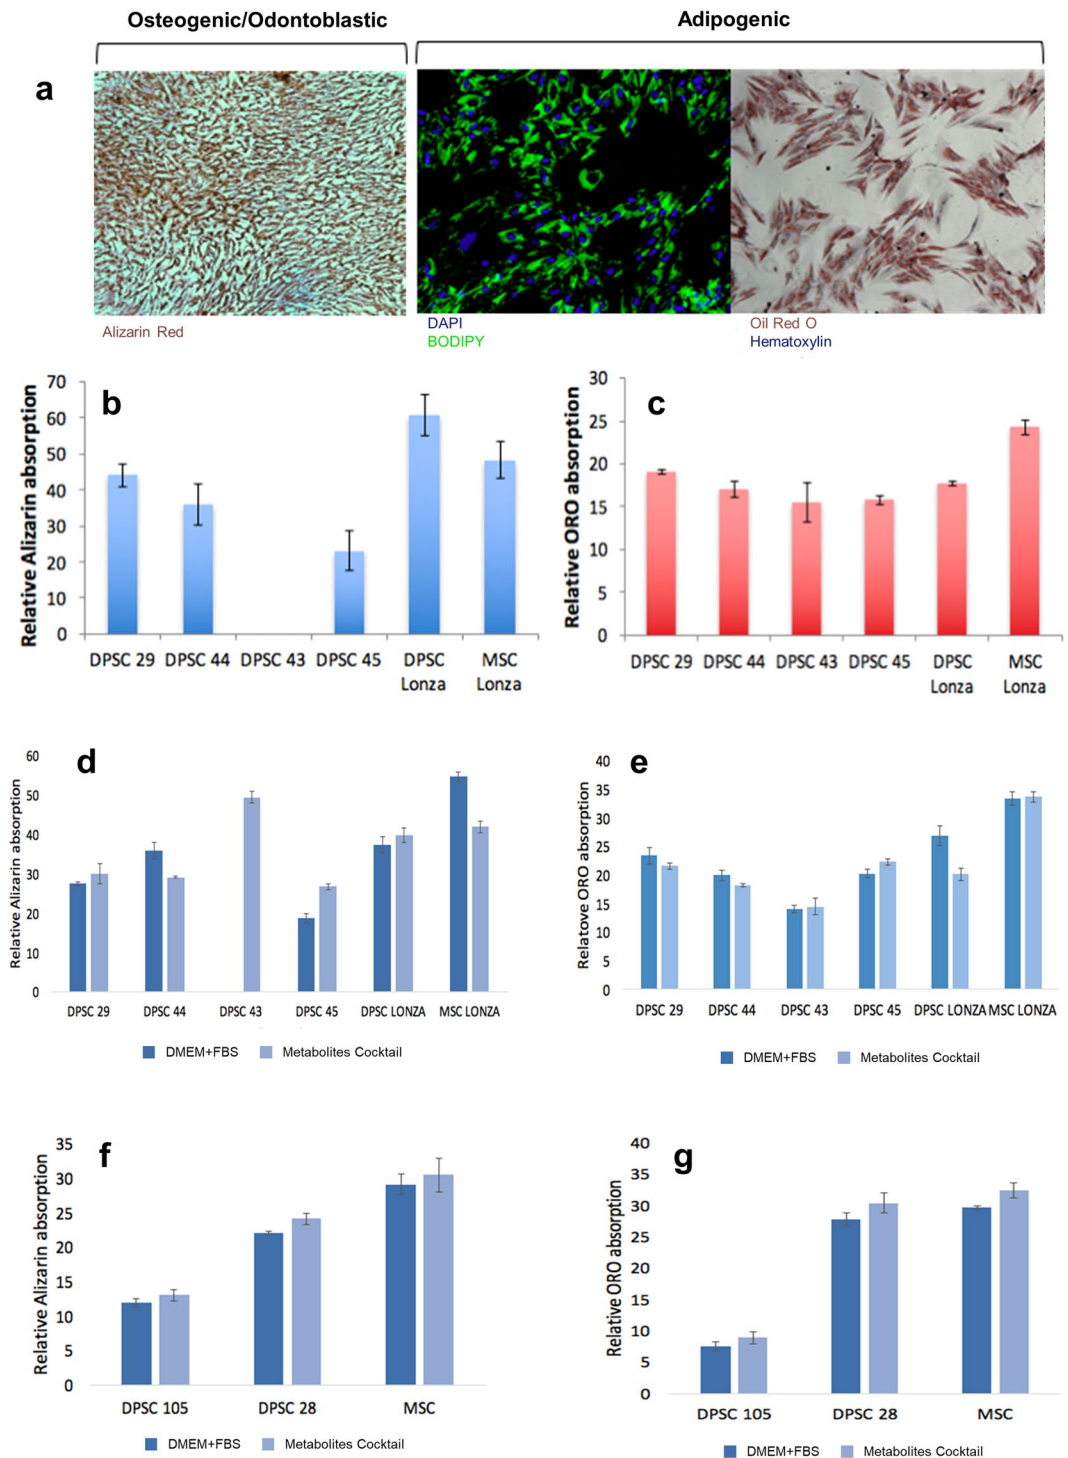 Osteogenic/Odontoblastic
Adipogenic
a
Alizarin Red
DAPI
BODIPY
Oil Red O
Hematoxylin
b
Relative Alizarin absorption
70
60
50
40
30
20
10
0
DPSC 29 DPSC 44 DPSC 43 DPSC 45 DPSC MSC
Lonza Lonza
c
Relative ORO absorption
30
25
20
15
10
5
0
DPSC 29 DPSC 44 DPSC 43 DPSC 45 DPSC MSC
Lonza Lonza
d
Relative Alizarin absorption
60
50
40
30
20
10
0
DPSC 29 DPSC 44 DPSC 43 DPSC 45 DPSC LONZA MSC LONZA
DMEM+FBS Metabolites Cocktail
e
Relatove ORO absorption
40
35
30
25
20
15
10
5
0
DPSC 29 DPSC 44 DPSC 43 DPSC 45 DPSC LONZA MSC LONZA
DMEM+FBS Metabolites Cocktail
f
Relative Alizarin absorption
35
30
25
20
15
10
5
0
DPSC 105 DPSC 28 MSC
DMEM+FBS Metabolites Cocktail
g
Relative ORO absorption
40
35
30
25
20
15
10
5
0
DPSC 105 DPSC 28 MSC
DMEM+FBS Metabolites Cocktail